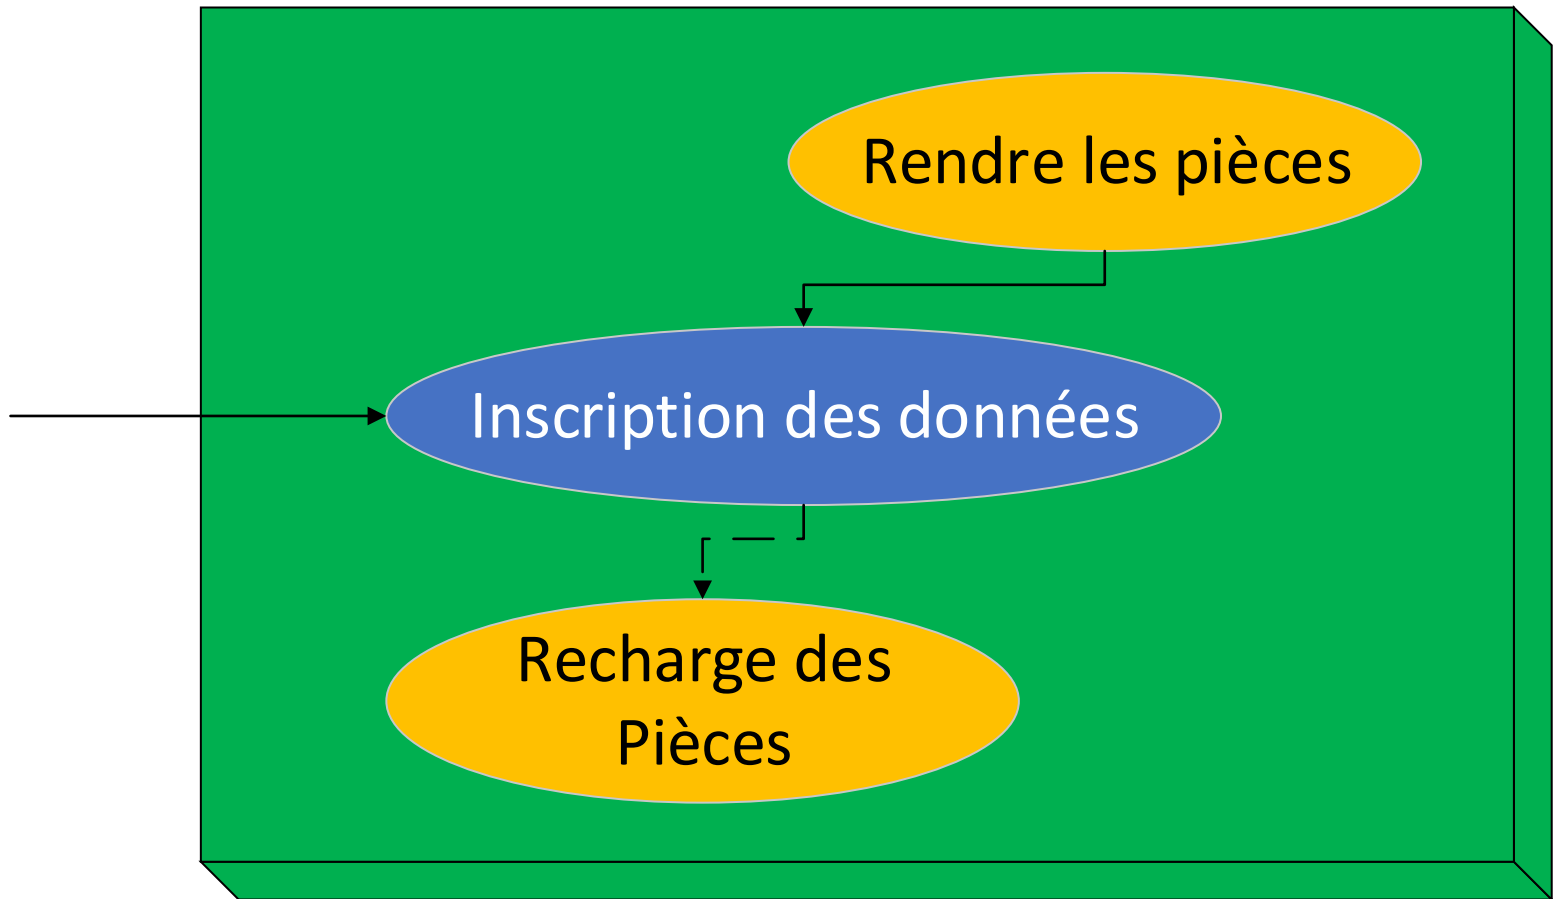 Rendre les pièces
Inscription des données
Recharge des
Pièces